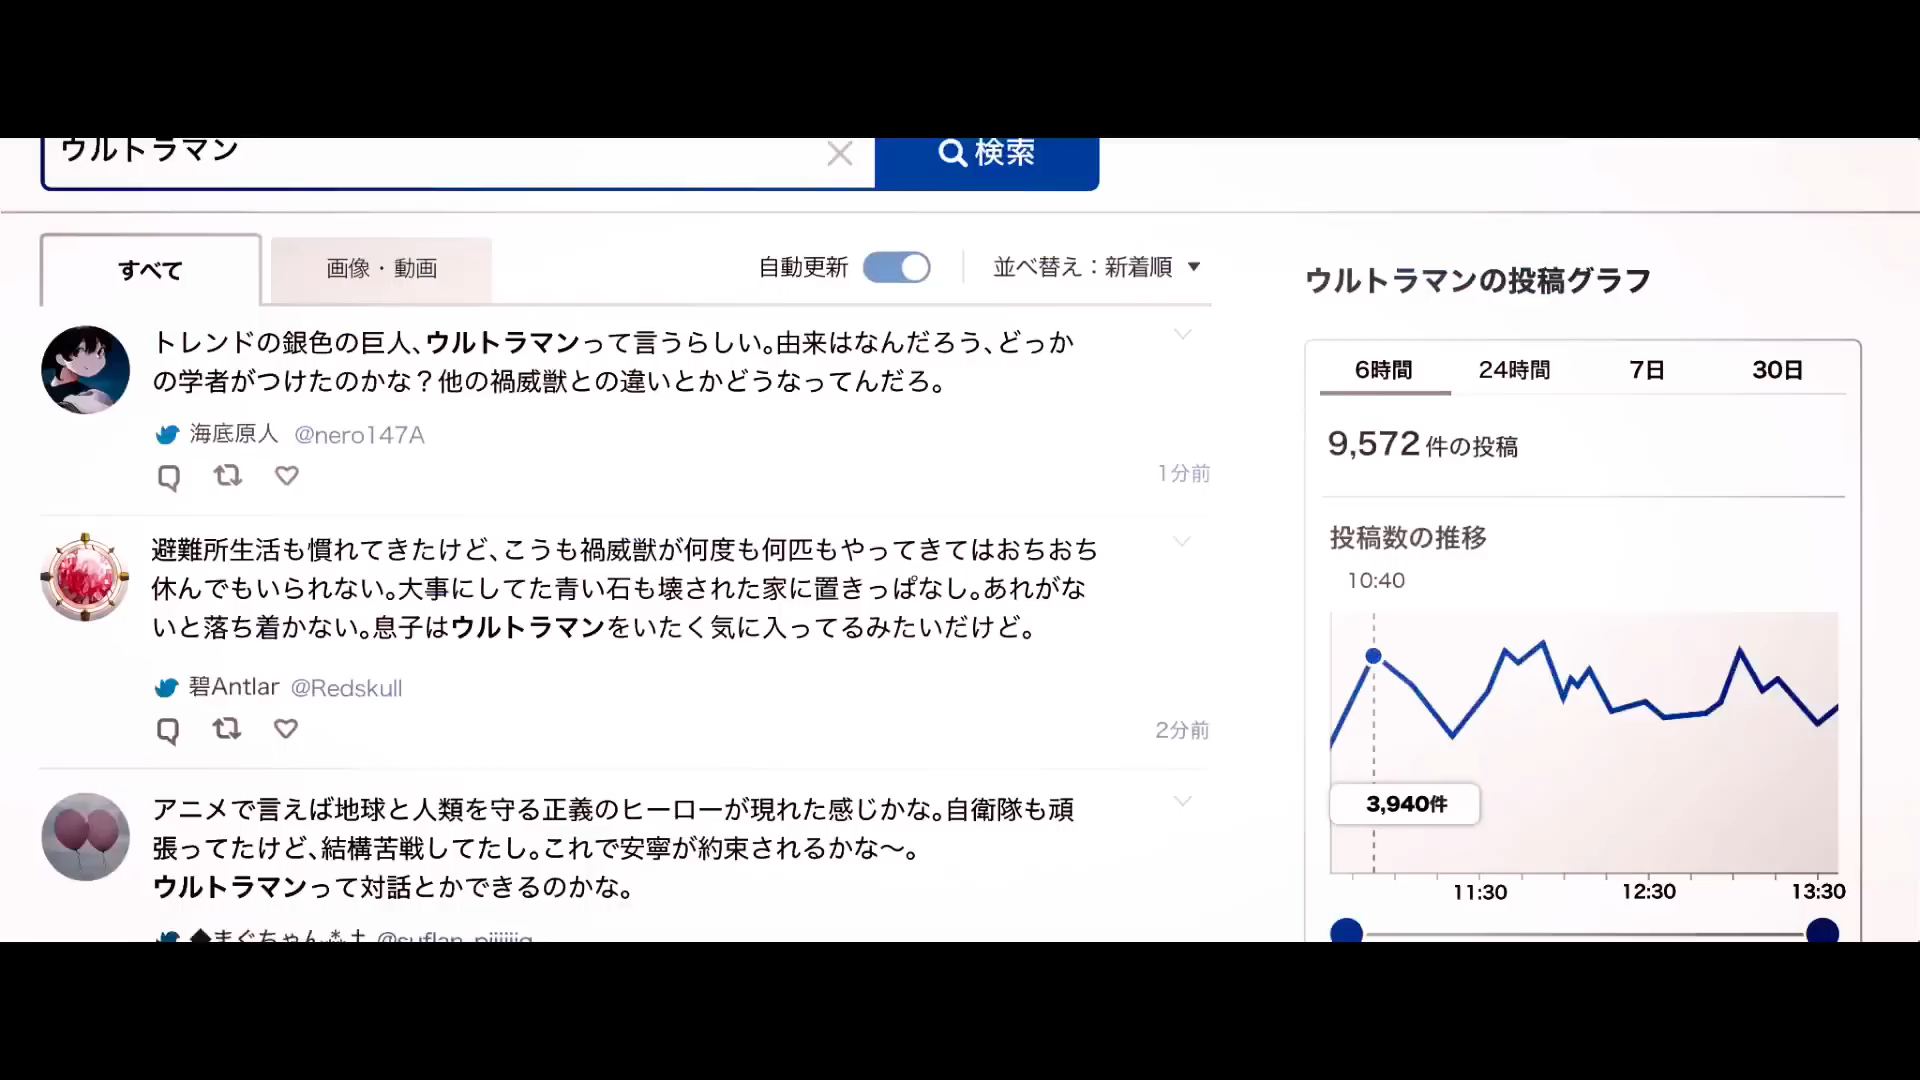 ウルトラマン
検索
すべて
画像・動画
自動更新
並べ替え：新着順
トレンドの銀色の巨人、ウルトラマンって言うらしい。由来はなんだろう、どっか
の学者がつけたのかな？他の禍威獣との違いとかどうなってんだろ。
海底原人 @nero147A
1分前
避難所生活も慣れてきたけど、こうも禍威獣が何度も何匹もやってきてはおちおち
休んでもいられない。大事にしてた青い石も壊された家に置きっぱなし。あれがな
いと落ち着かない。息子はウルトラマンをいたく気に入ってるみたいだけど。
碧Antlar @Redskull
2分前
アニメで言えば地球と人類を守る正義のヒーローが現れた感じかな。自衛隊も頑
張ってたけど、結構苦戦してたし。これで安寧が約束されるかな〜。
ウルトラマンって対話とかできるのかな。
◆まぐちゃん
ウルトラマンの投稿グラフ
6時間 24時間 7日 30日
9,572件の投稿
投稿数の推移
10:40
3,940件
11:30 12:30 13:30